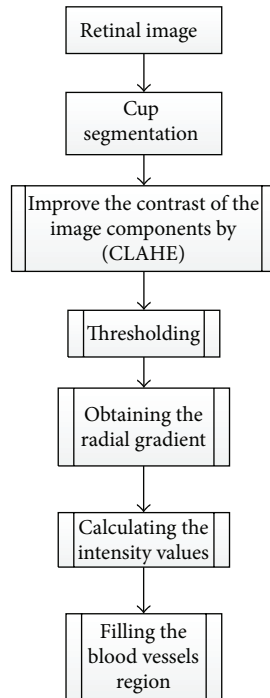 Retinal image
Cup
segmentation
Improve the contrast of the
image components by
(CLAHE)
Thresholding
Obtaining the
radial gradient
Calculating the
intensity values
Filling the
blood vessels
region